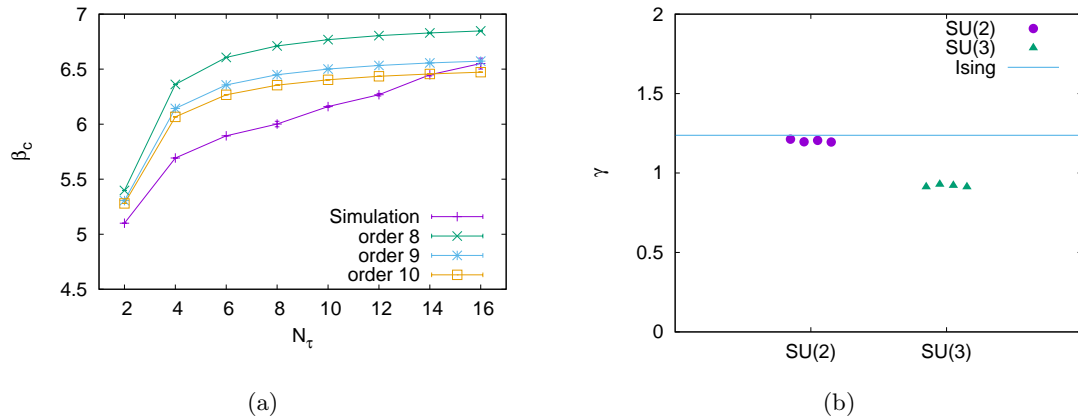 7
6.5
6
5.5
5
4.5
βc
2 4 6 8 10 12 14 16
Nτ
Simulation
order 8
order 9
order 10
(a)
2
1.5
1
0.5
0
γ
SU(2)
SU(3)
Ising
SU(2) SU(3)
(b)